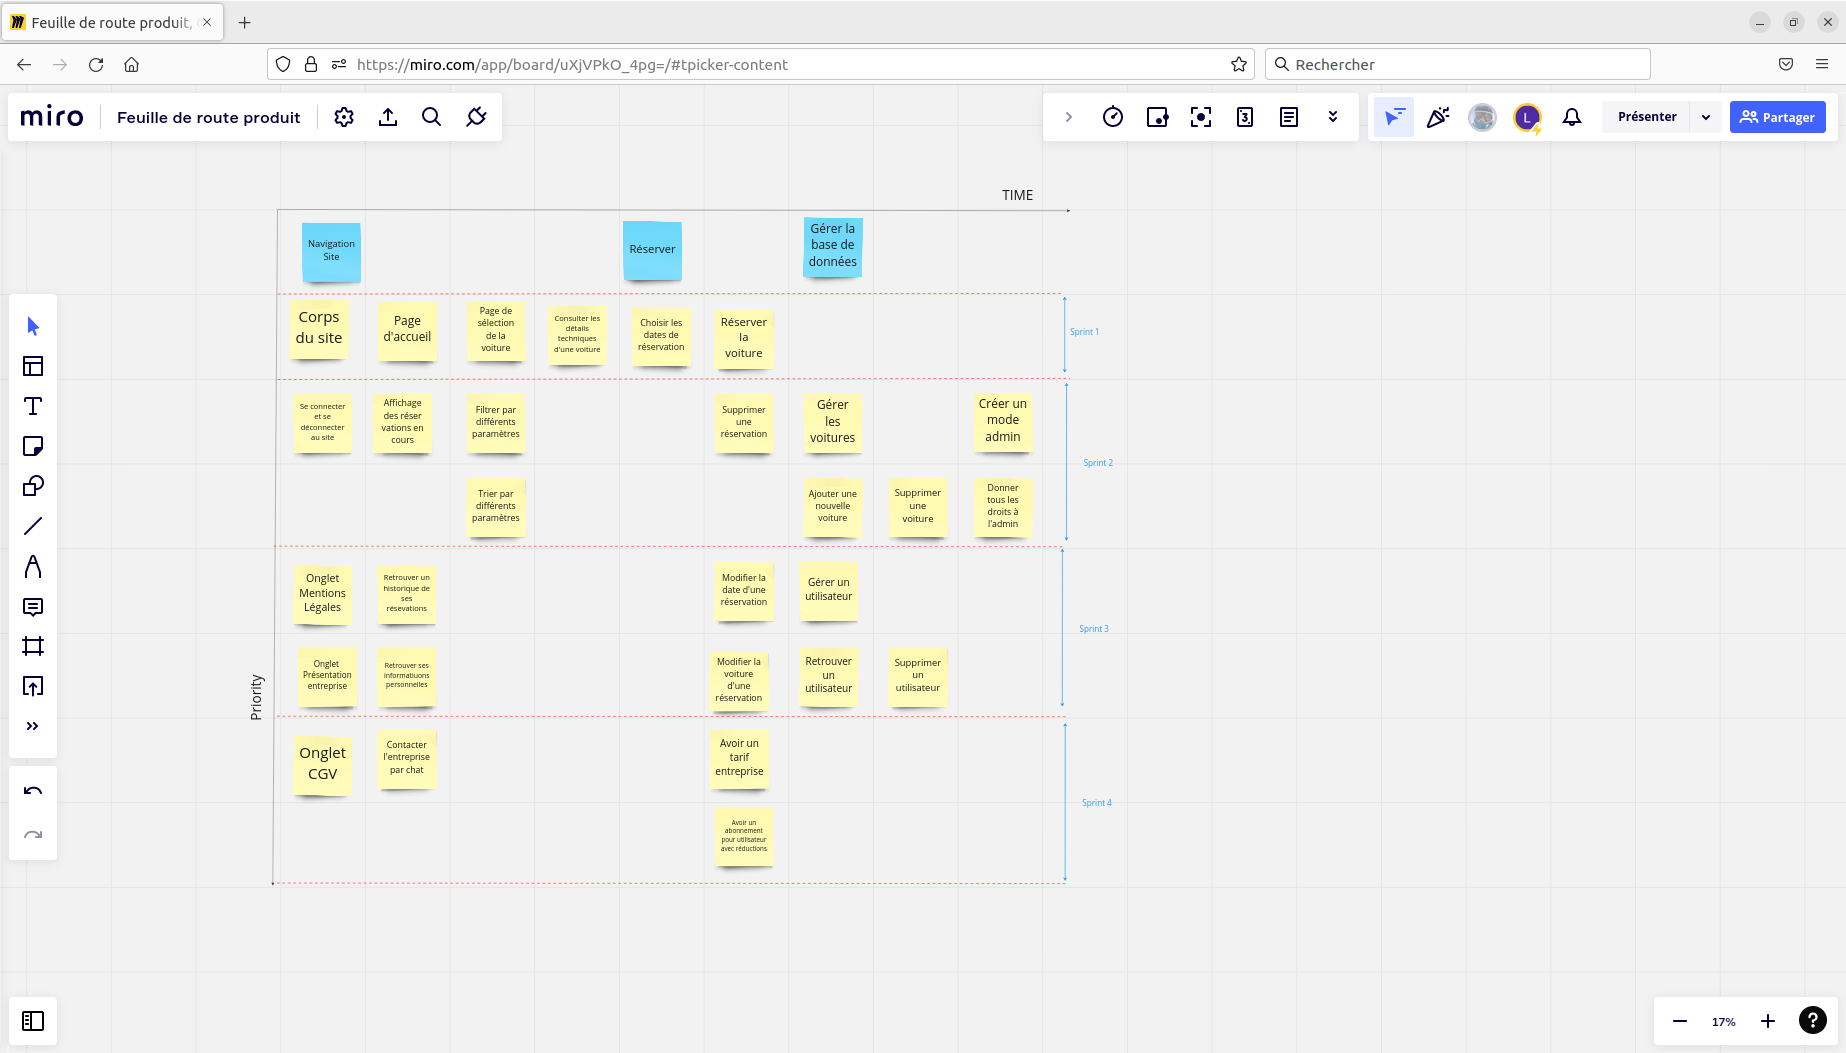 Feuille de route produit,
https://miro.com/app/board/uXjVPkO_4pg=/#tpicker-content
Rechercher
miro
Feuille de route produit
3
L
Présenter
Partager
TIME
Navigation
Site
Réserver
Gérer la
base de
données
Corps
du site
Page
d'accueil
Page de
sélection
de la
voiture
Consulter les
détails
techniques
d'une voiture
Choisir les
dates de
réservation
Réserver
la
voiture
Sprint 1
Se connecter
et se
déconnecter
au site
Affichage
des réser
vations en
cours
Filtrer par
différents
paramètres
Supprimer
une
réservation
Gérer
les
voitures
Créer un
mode
admin
Sprint 2
Trier par
différents
paramètres
Ajouter une
nouvelle
voiture
Supprimer
une
voiture
Donner
tous les
droits à
l'admin
Onglet
Mentions
Légales
Retrouver un
historique de
ses
résevations
Modifier la
date d'une
réservation
Gérer un
utilisateur
Sprint 3
Onglet
Présentation
entreprise
Retrouver ses
informatiuons
personnelles
Modifier la
voiture
d'une
réservation
Retrouver
un
utilisateur
Supprimer
un
utilisateur
Priority
Onglet
CGV
Contacter
l'entreprise
par chat
Avoir un
tarif
entreprise
Sprint 4
Avoir un
abonnement
pour utilisateur
avec réductions
17%
?